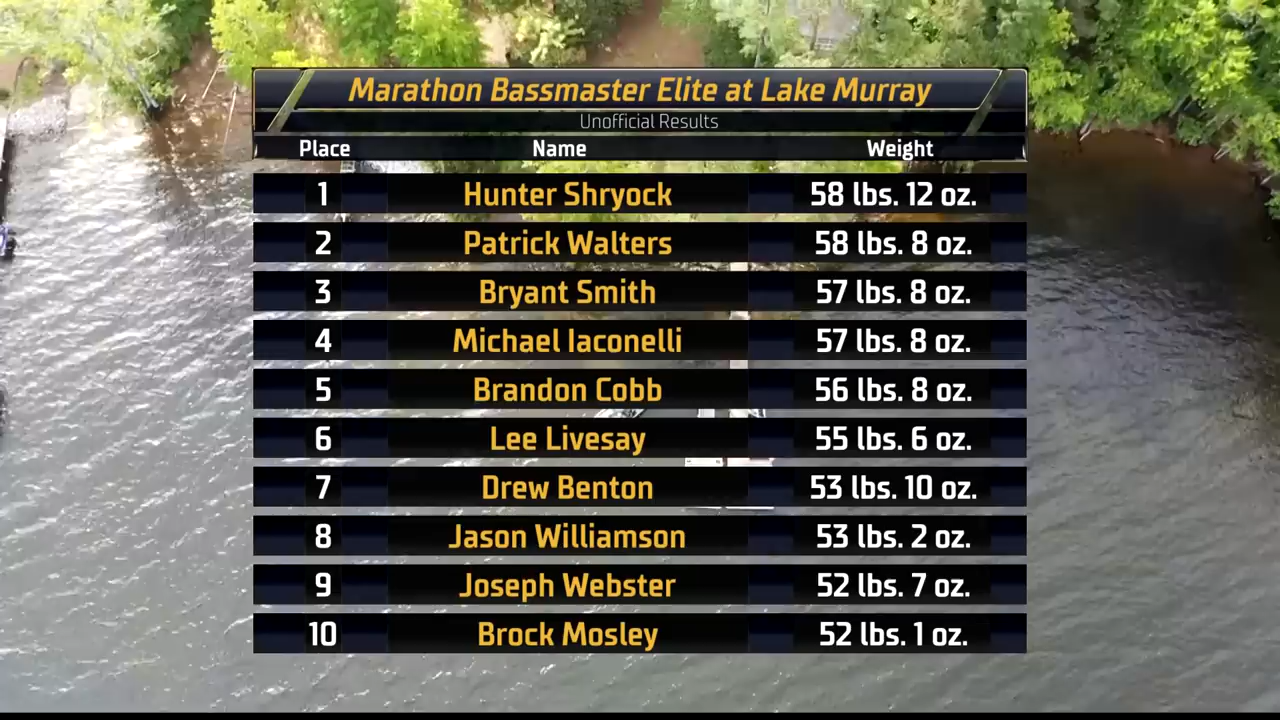 Marathon Bassmaster Elite at Lake Murray
Unofficial Results
Place Name Weight
1 Hunter Shryock 58 lbs. 12 oz.
2 Patrick Walters 58 lbs. 8 oz.
3 Bryant Smith 57 lbs. 8 oz.
4 Michael Iaconelli 57 lbs. 8 oz.
5 Brandon Cobb 56 lbs. 8 oz.
6 Lee Livesay 55 lbs. 6 oz.
7 Drew Benton 53 lbs. 10 oz.
8 Jason Williamson 53 lbs. 2 oz.
9 Joseph Webster 52 lbs. 7 oz.
10 Brock Mosley 52 lbs. 1 oz.